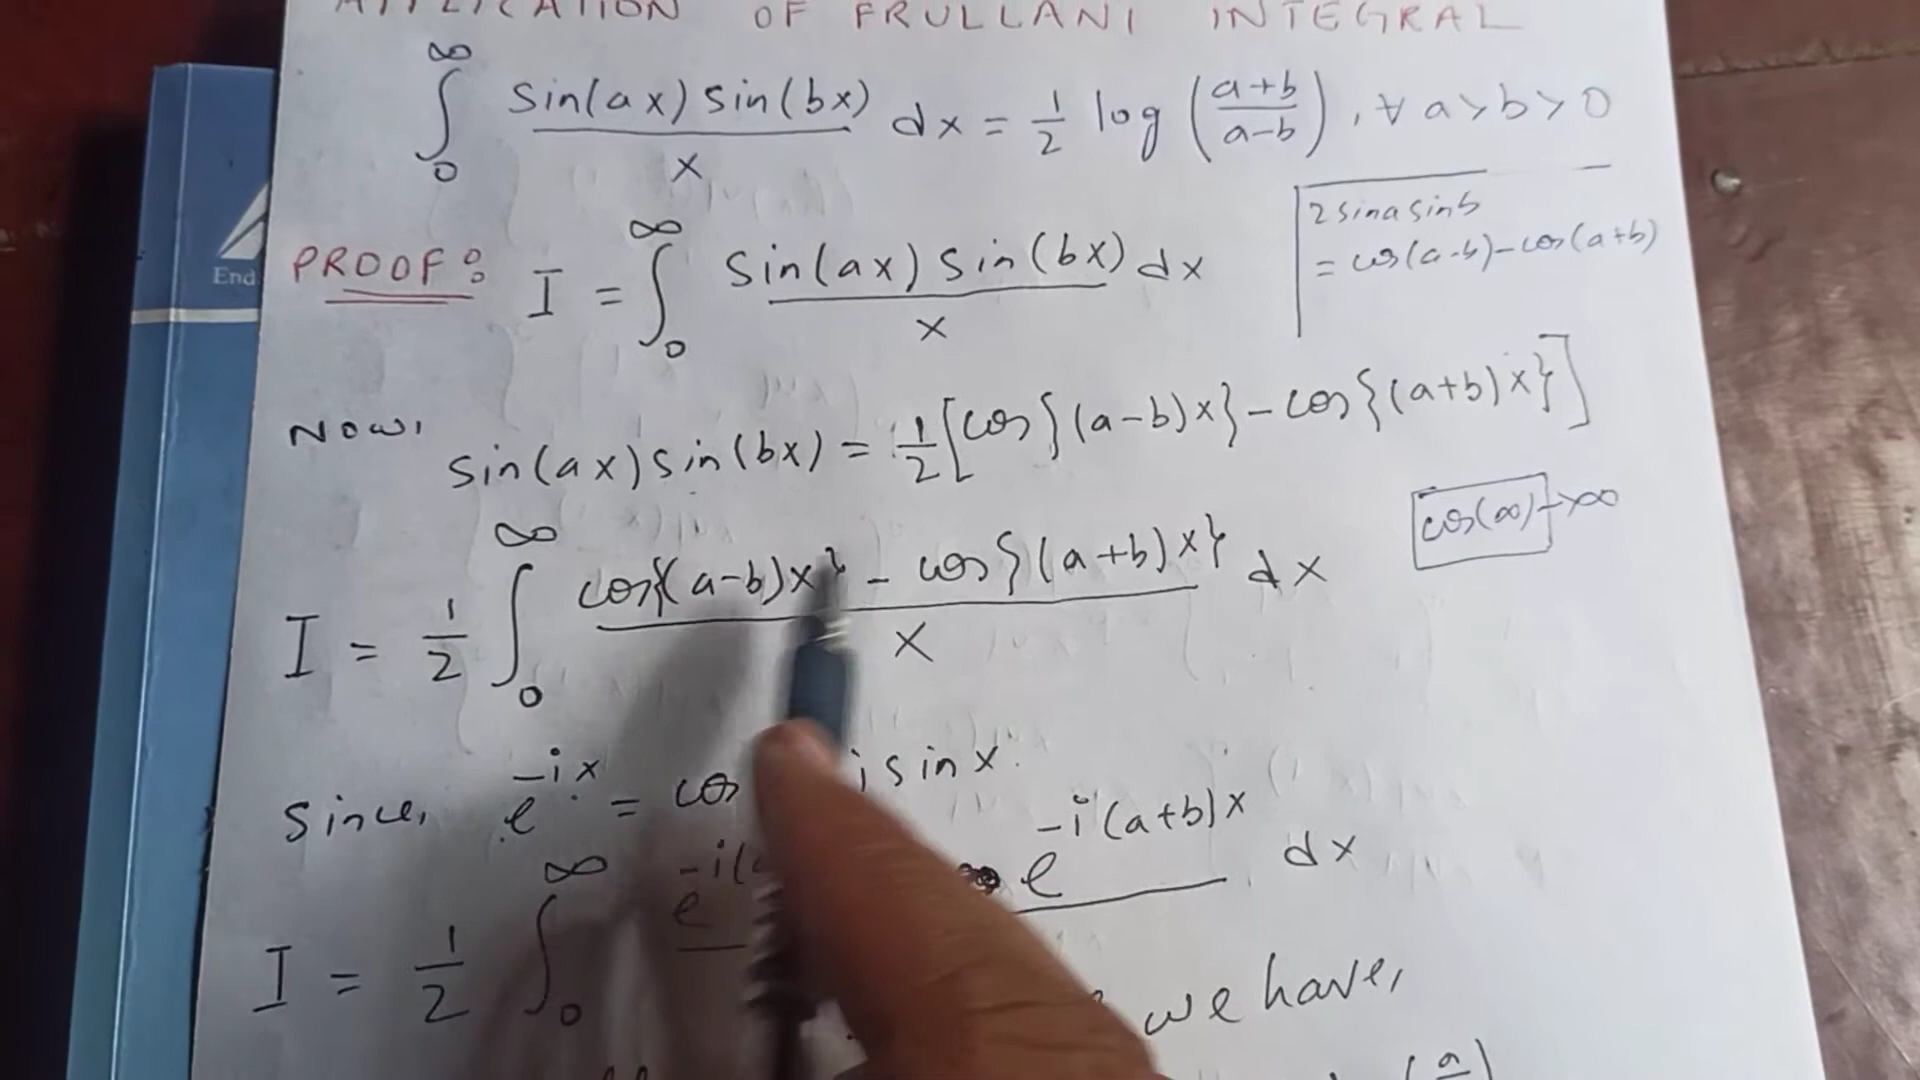 APPLICATION OF FRULLANI INTEGRAL
∫₀^∞ sin(ax) sin(bx) / x dx = 1/2 log ((a+b)/(a-b)), ∀ a>b>0
2 sina sinb
= cos(a-b)-cos(a+b)
PROOF: I = ∫₀^∞ sin(ax) sin(bx) / x dx
Now, sin(ax) sin(bx) = 1/2 [cos{(a-b)x} - cos{(a+b)x}]
cos(∞)→∞
I = 1/2 ∫₀^∞ cos{(a-b)x} - cos{(a+b)x} / x dx
Since, e^{-ix} = cos i sinx.
I = 1/2 ∫₀^∞ e^{-i( e^{-i(a+b)x} dx
we have,
End